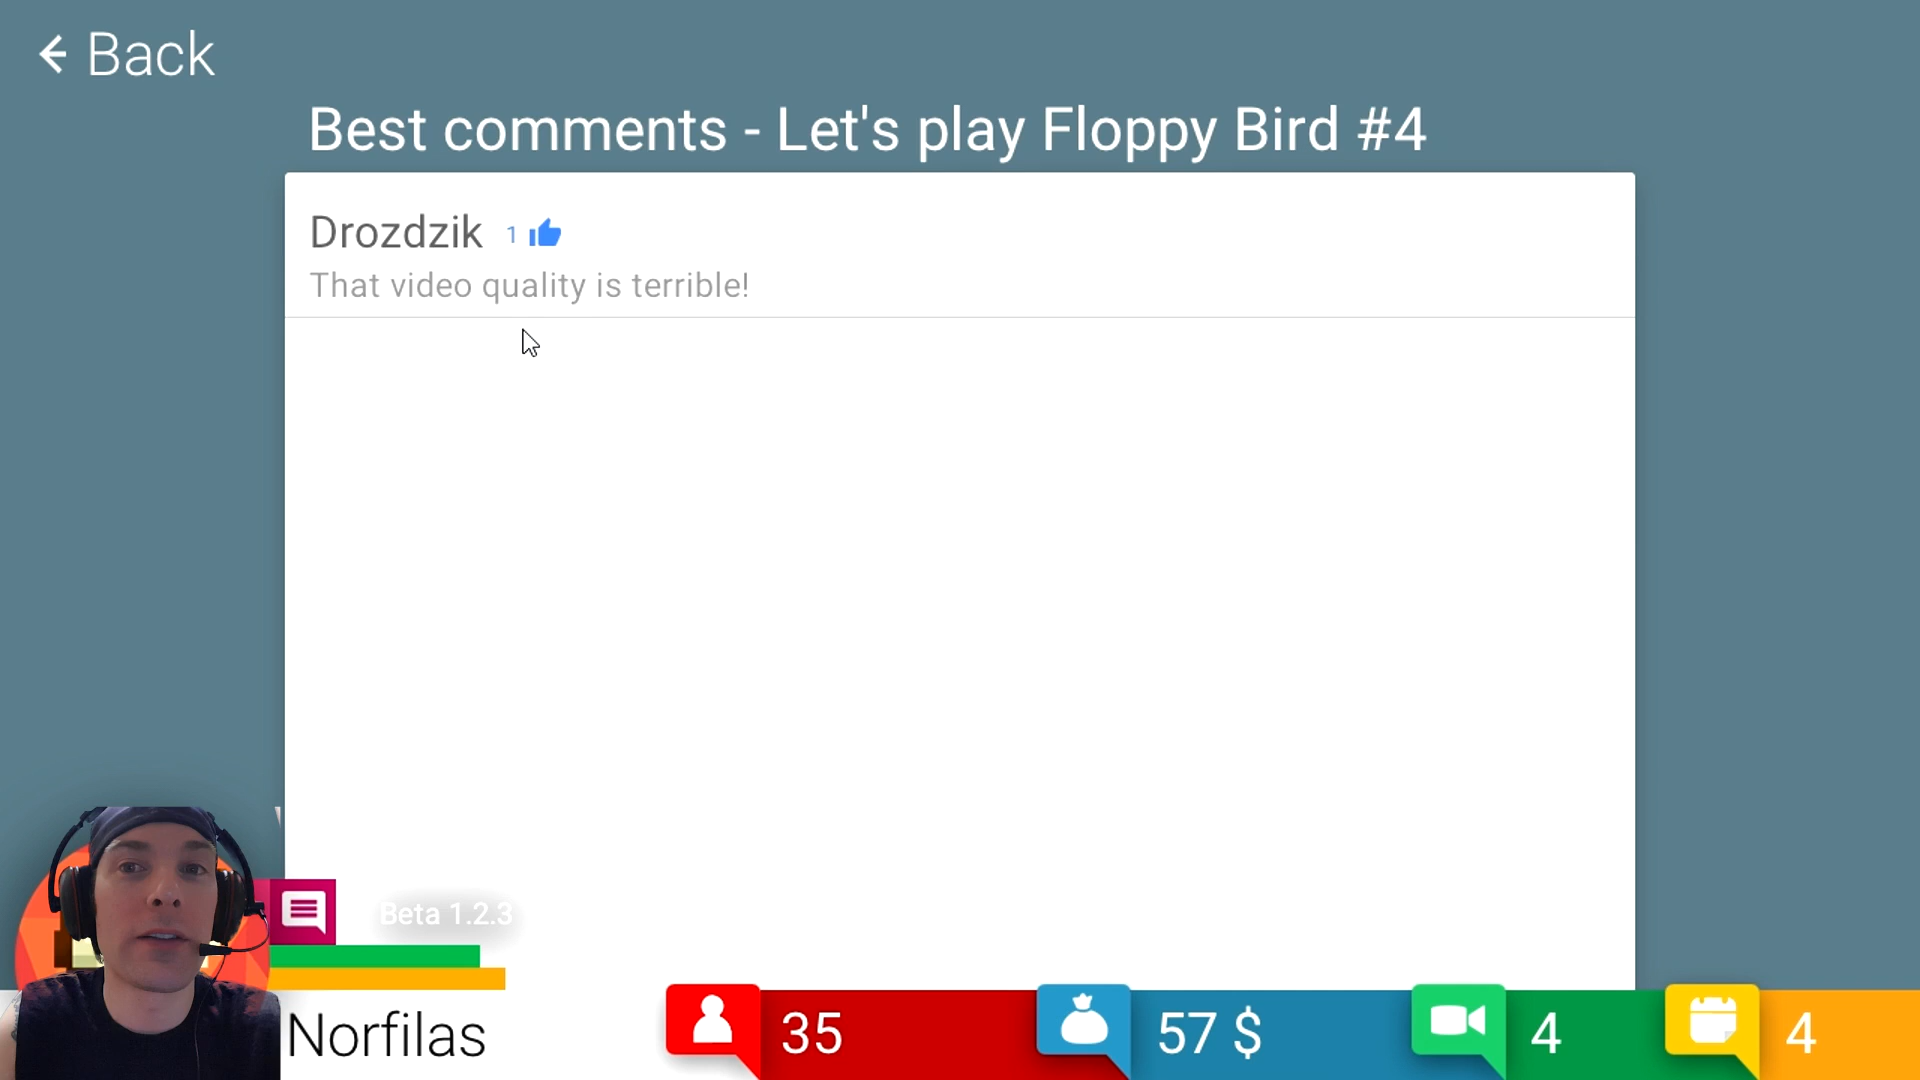 Back
Best comments - Let's play Floppy Bird #4
Drozdzik 1
That video quality is terrible!
Beta 1.2.3
Norfilas
35
57 $
4
4